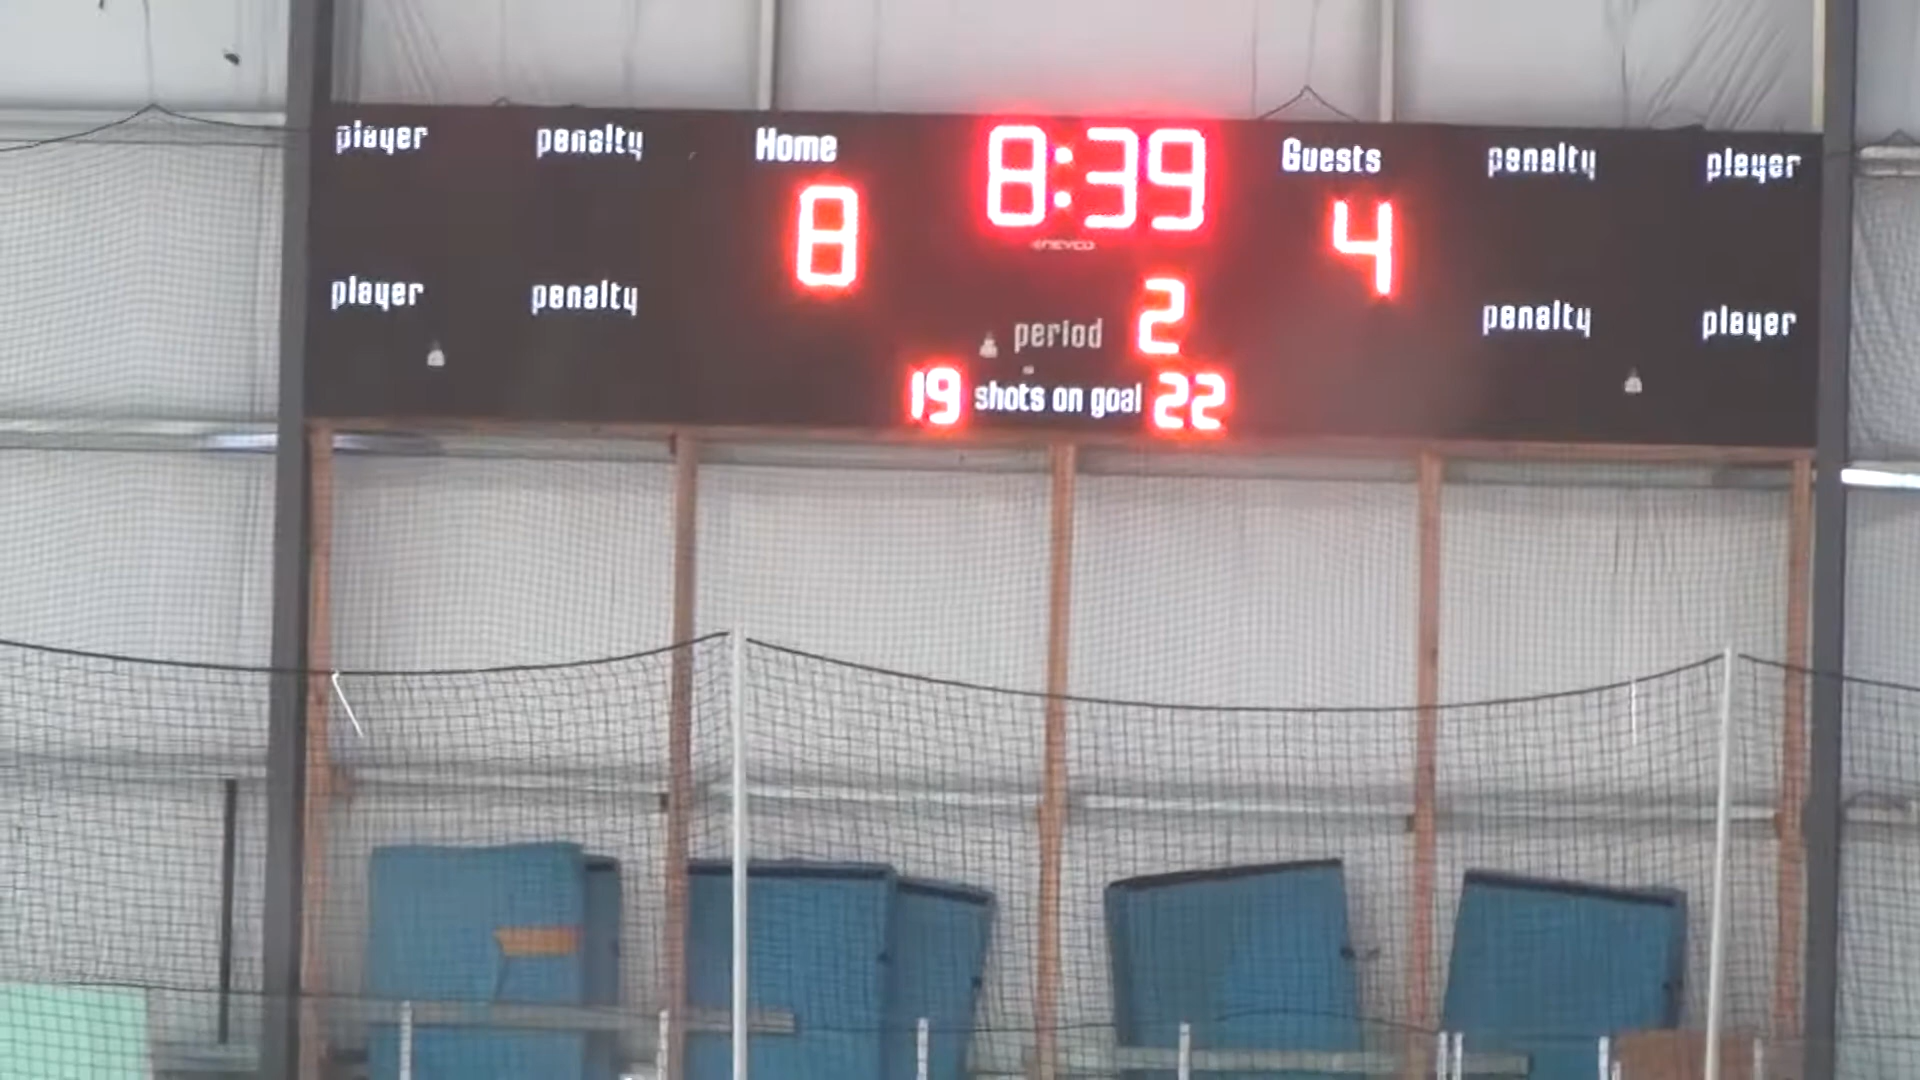 player penalty Home 8:39 Guests penalty player
8 4
NEVCO
player penalty period 2 penalty player
19 shots on goal 22